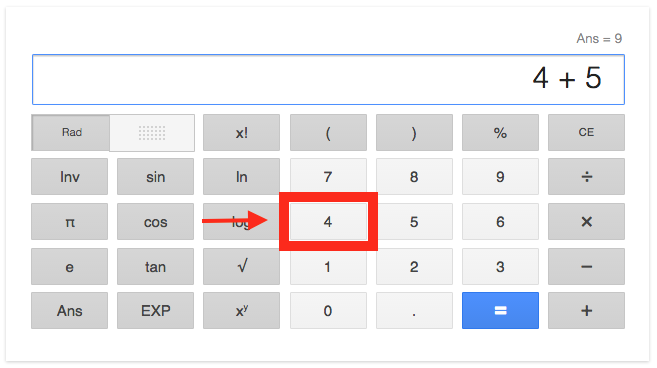 Ans = 9
4 + 5
Rad x! ( ) % CE
Inv sin ln 7 8 9 ÷
π cos log 4 5 6 ×
e tan √ 1 2 3 −
Ans EXP xʸ 0 . = +